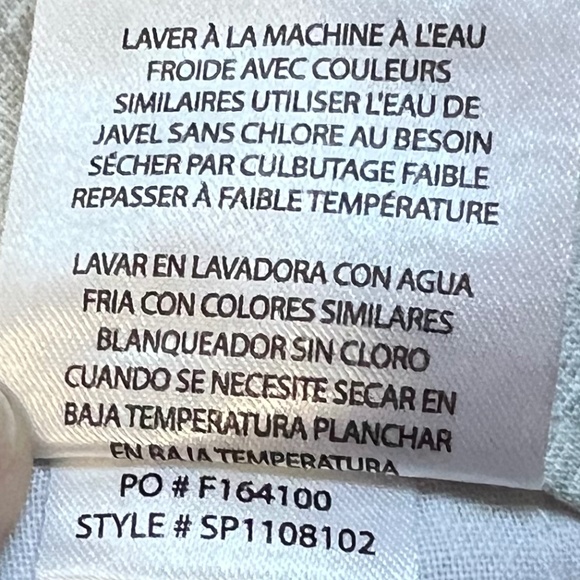 LAVER À LA MACHINE À L'EAU
FROIDE AVEC COULEURS
SIMILAIRES UTILISER L'EAU DE
JAVEL SANS CHLORE AU BESOIN
SÉCHER PAR CULBUTAGE FAIBLE
REPASSER À FAIBLE TEMPÉRATURE
LAVAR EN LAVADORA CON AGUA
FRIA CON COLORES SIMILARES
BLANQUEADOR SIN CLORO
CUANDO SE NECESITE SECAR EN
BAJA TEMPERATURA PLANCHAR
EN BAJA TEMPERATURA
PO # F164100
STYLE # SP1108102